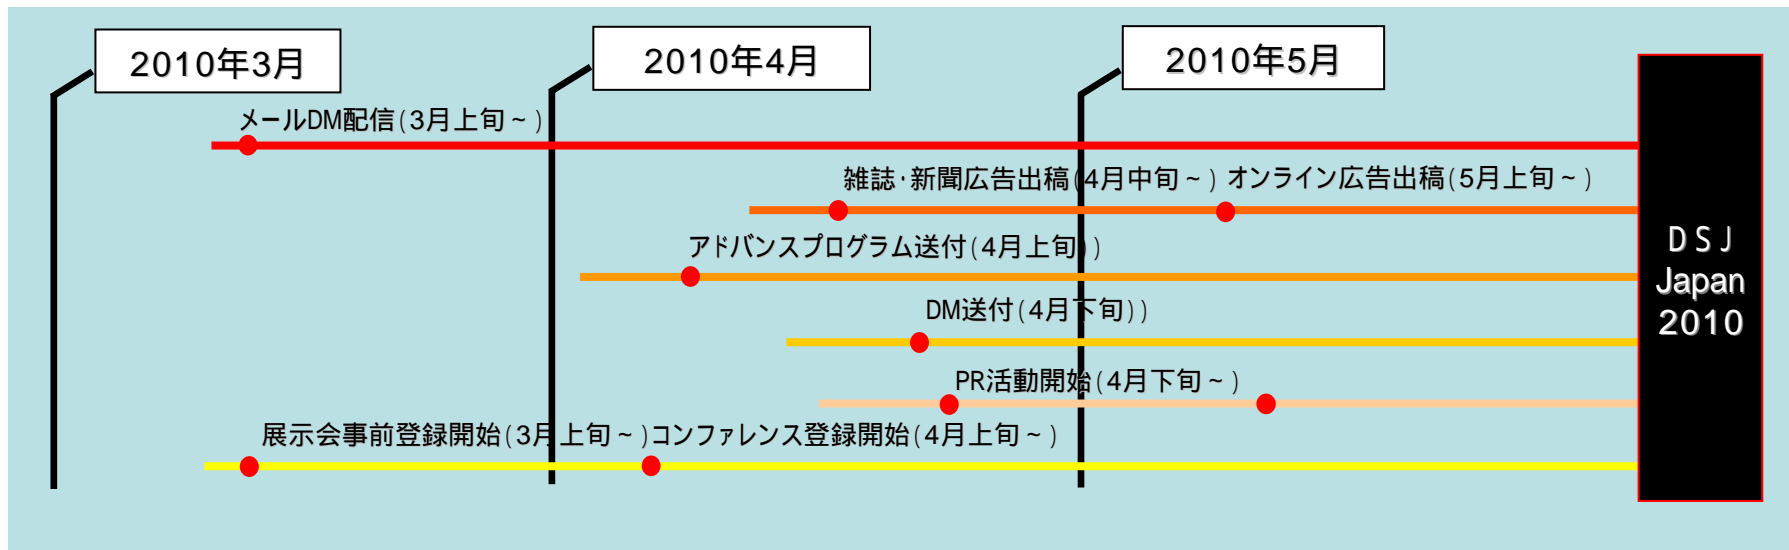 2010年3月
2010年4月
2010年5月
メールDM配信(3月上旬~)
雑誌・新聞広告出稿(4月中旬~) オンライン広告出稿(5月上旬~)
アドバンスプログラム送付(4月上旬))
DM送付(4月下旬))
PR活動開始(4月下旬~)
展示会事前登録開始(3月上旬~)コンファレンス登録開始(4月上旬~)
DSJ
Japan
2010